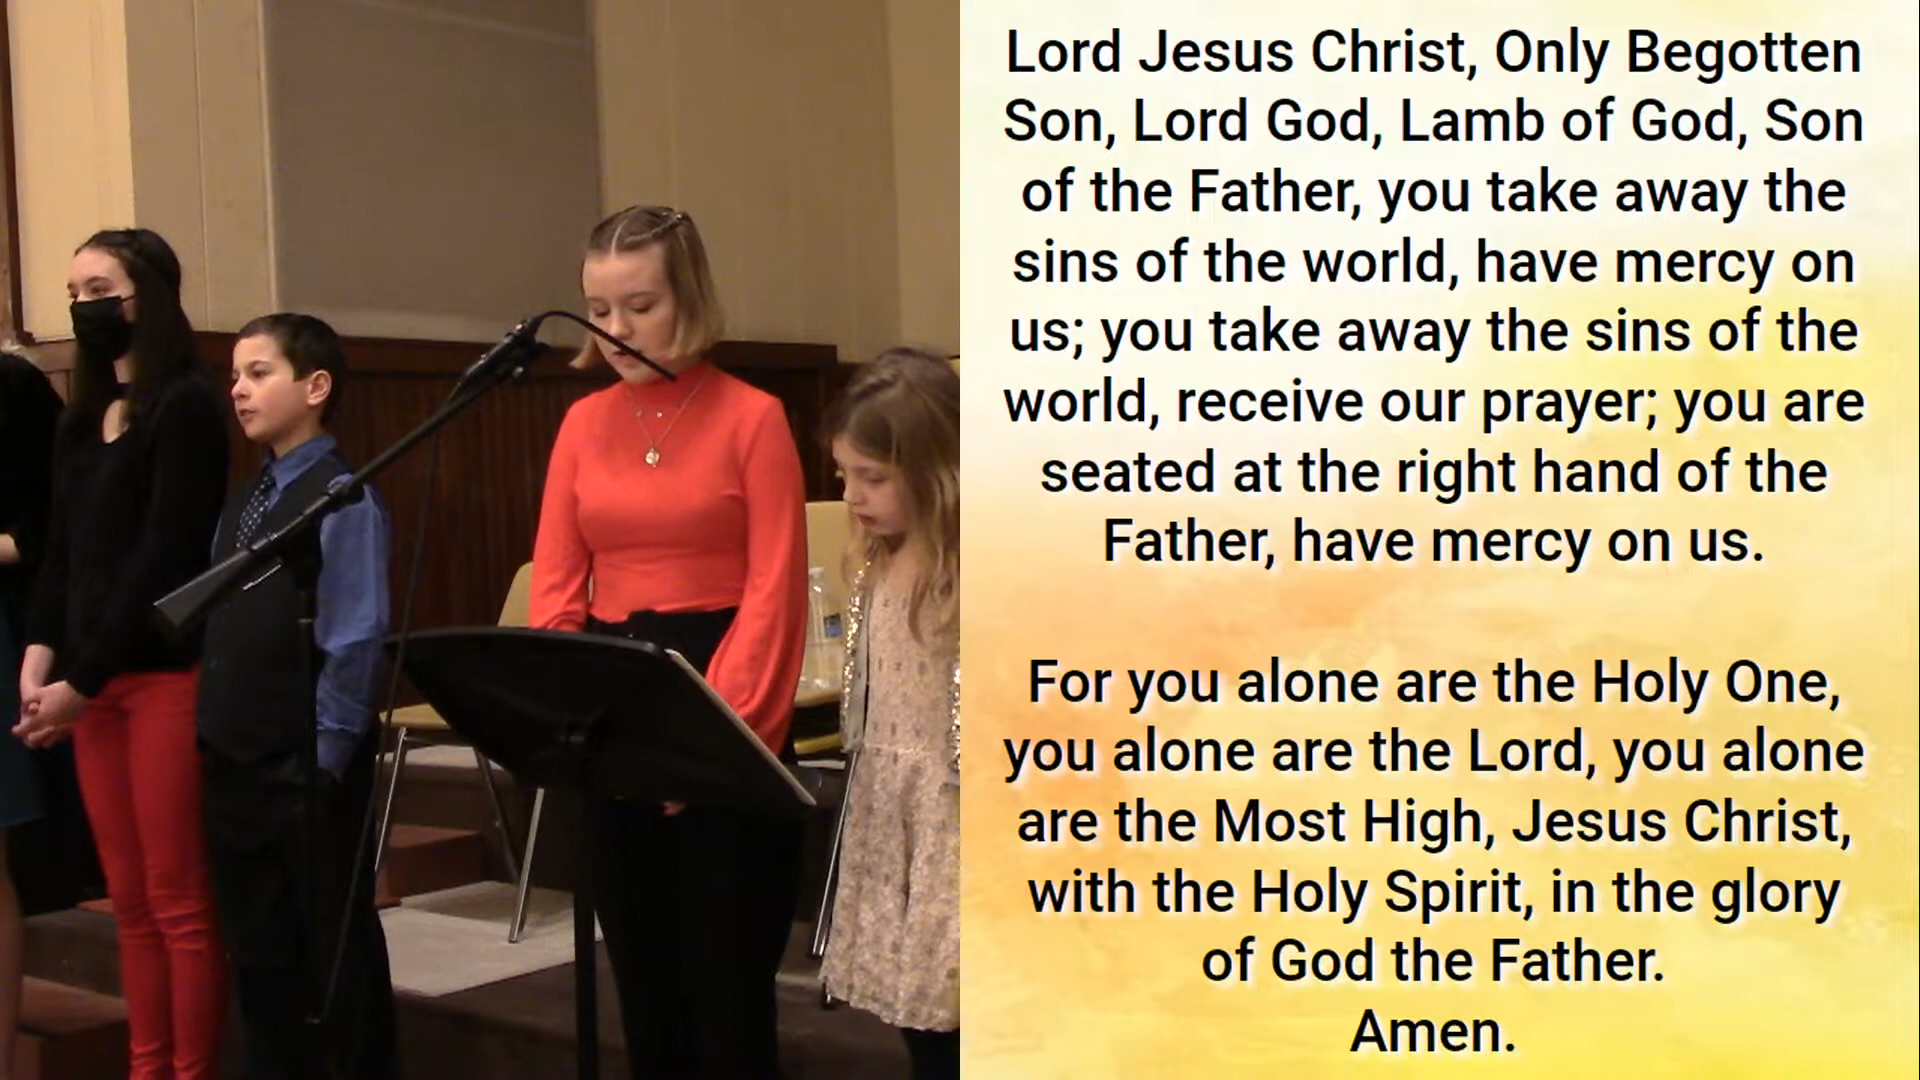 Lord Jesus Christ, Only Begotten
Son, Lord God, Lamb of God, Son
of the Father, you take away the
sins of the world, have mercy on
us; you take away the sins of the
world, receive our prayer; you are
seated at the right hand of the
Father, have mercy on us.
For you alone are the Holy One,
you alone are the Lord, you alone
are the Most High, Jesus Christ,
with the Holy Spirit, in the glory
of God the Father.
Amen.